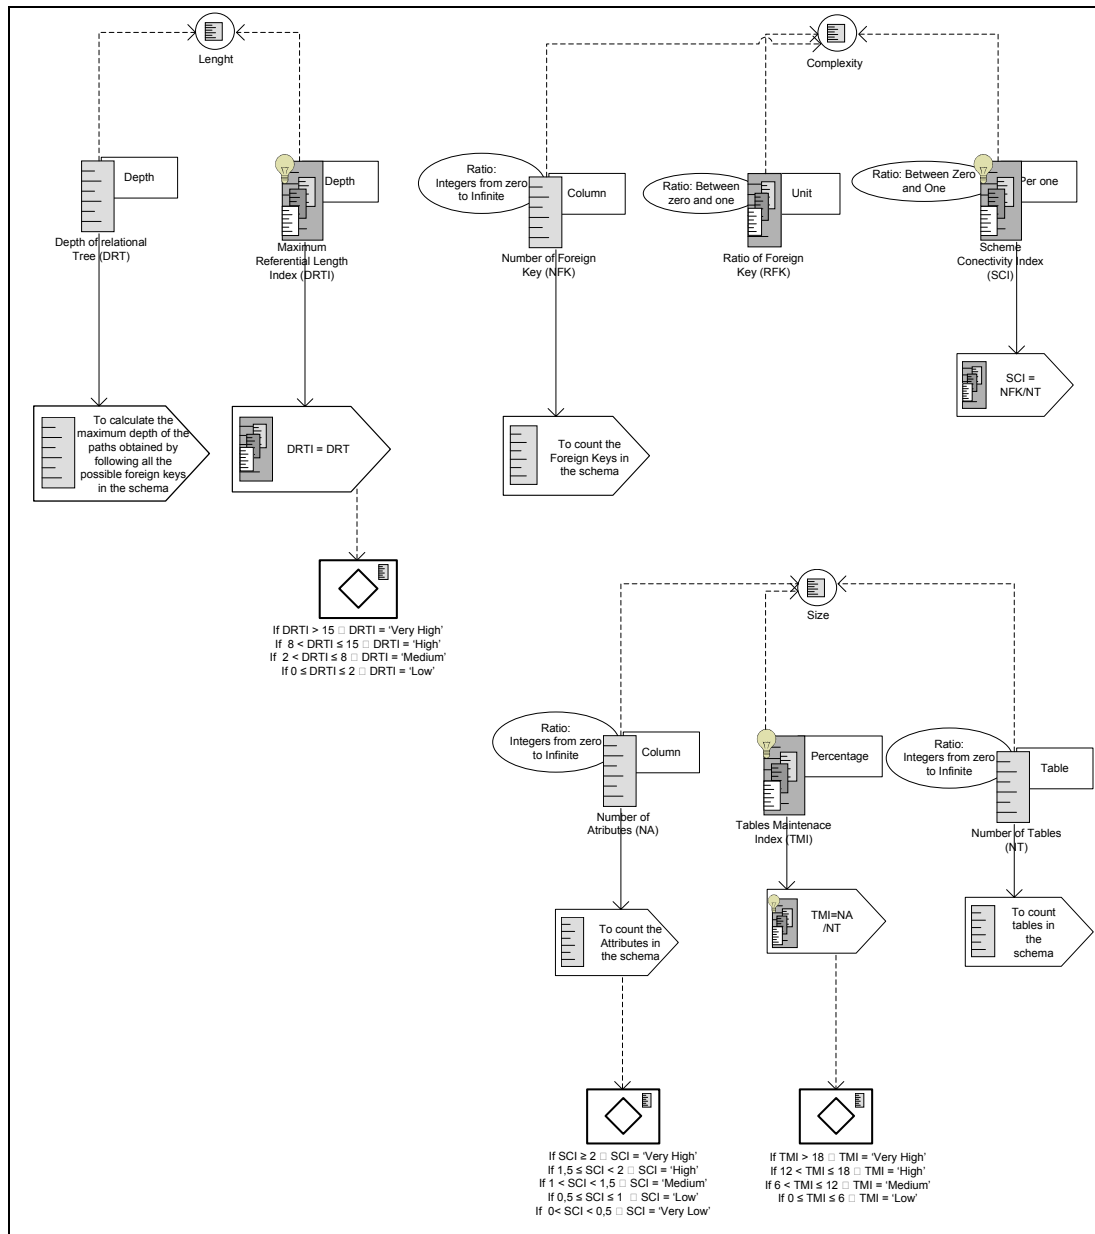 Lenght
Depth
Depth of relational
Tree (DRT)
Depth
Maximum
Referential Length
Index (DRTI)
To calculate the
maximum depth of the
paths obtained by
following all the
possible foreign keys
in the schema
DRTI = DRT
If DRTI > 15 □ DRTI = ‘Very High’
If 8 < DRTI ≤ 15 □ DRTI = ‘High’
If 2 < DRTI ≤ 8 □ DRTI = ‘Medium’
If 0 ≤ DRTI ≤ 2 □ DRTI = ‘Low’
Complexity
Ratio:
Integers from zero
to Infinite
Column
Number of Foreign
Key (NFK)
Ratio: Between
zero and one
Unit
Ratio of Foreign
Key (RFK)
Ratio: Between Zero
and One
Per one
Scheme
Conectivity Index
(SCI)
To count the
Foreign Keys in
the schema
SCI =
NFK/NT
Size
Ratio:
Integers from zero
to Infinite
Column
Number of
Atributes (NA)
Percentage
Tables Maintenace
Index (TMI)
Ratio:
Integers from zero
to Infinite
Table
Number of Tables
(NT)
To count the
Attributes in
the schema
TMI=NA
/NT
To count
tables in
the
schema
If SCI ≥ 2 □ SCI = ‘Very High’
If 1,5 ≤ SCI < 2 □ SCI = ‘High’
If 1 < SCI < 1,5 □ SCI = ‘Medium’
If 0,5 ≤ SCI ≤ 1 □ SCI = ‘Low’
If 0< SCI < 0,5 □ SCI = ‘Very Low’
If TMI > 18 □ TMI = ‘Very High’
If 12 < TMI ≤ 18 □ TMI = ‘High’
If 6 < TMI ≤ 12 □ TMI = ‘Medium’
If 0 ≤ TMI ≤ 6 □ TMI = ‘Low’